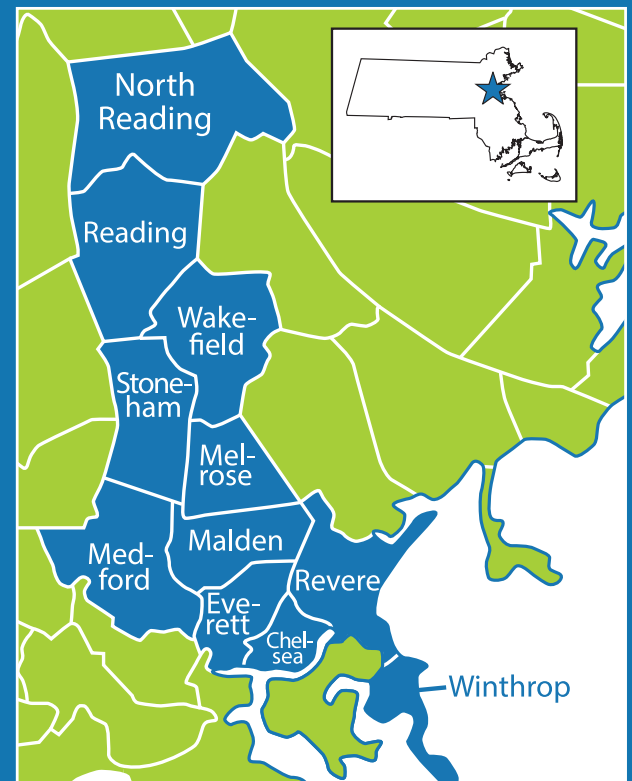 North
Reading
Reading
Wake-
field
Stone-
ham
Mel-
rose
Malden
Med-
ford
Revere
Eve-
rett
Chel-
sea
Winthrop